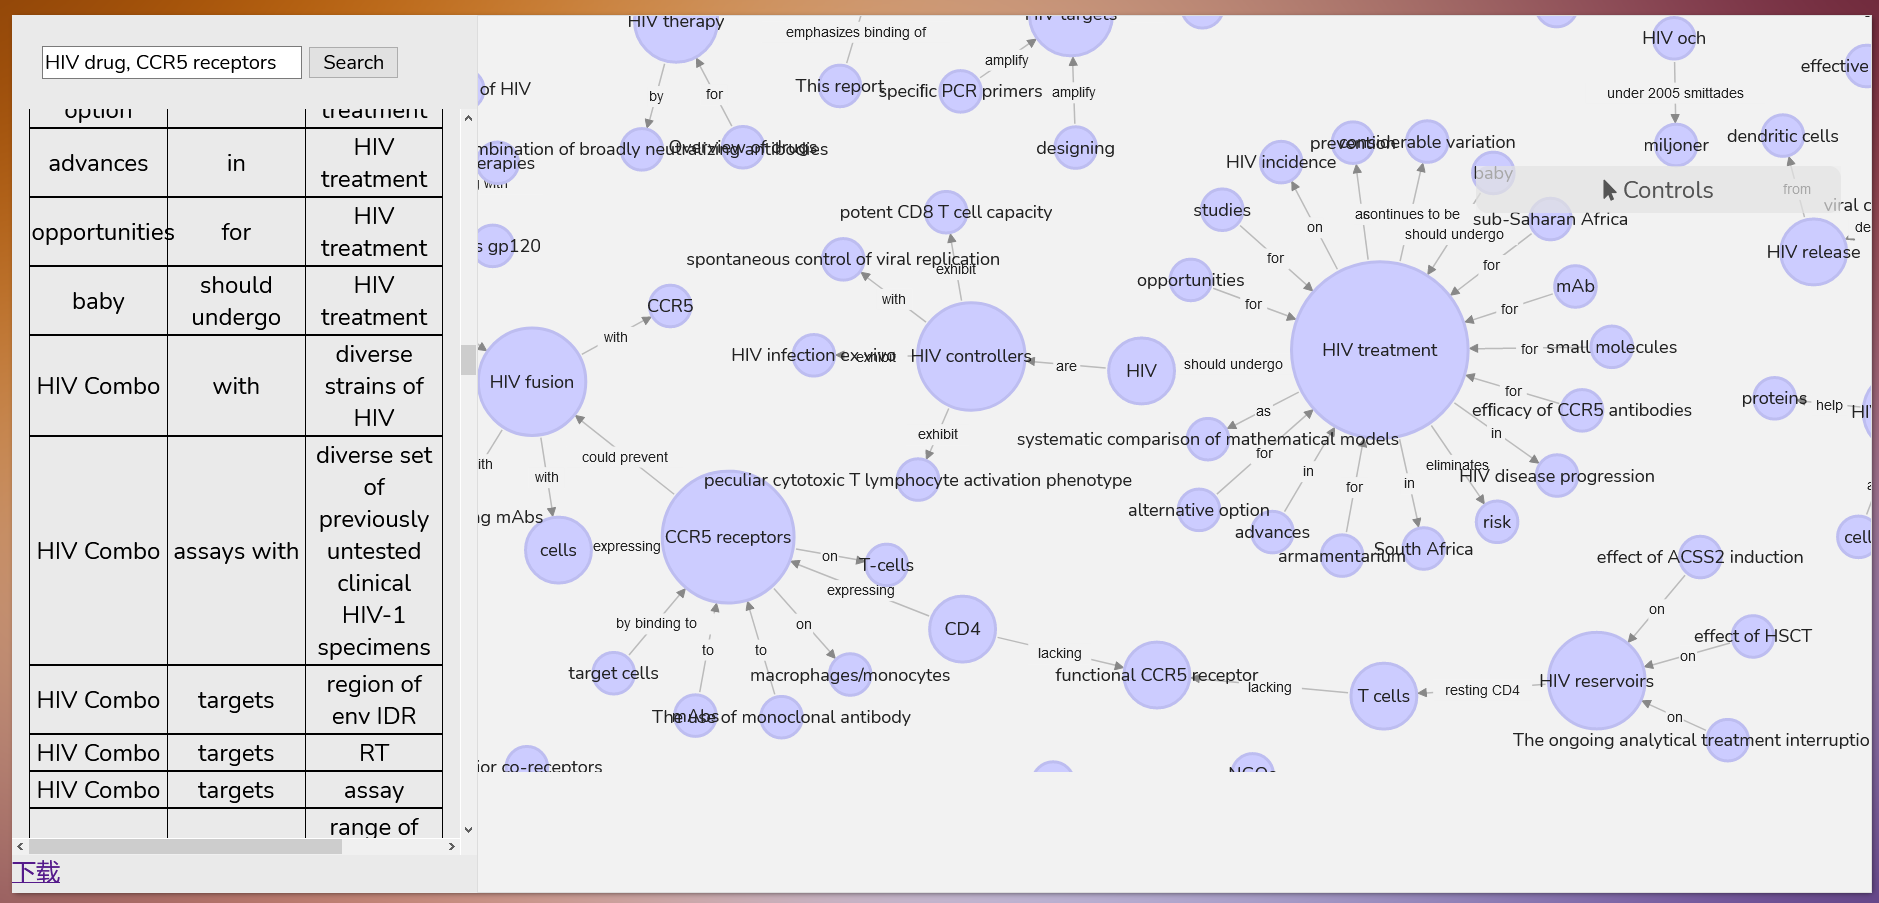 HIV drug, CCR5 receptors
Search
option
treatment
advances
in
HIV
treatment
opportunities
for
HIV
treatment
baby
should
undergo
HIV
treatment
HIV Combo
with
diverse
strains of
HIV
HIV Combo
assays with
diverse set
of
previously
untested
clinical
HIV-1
specimens
HIV Combo
targets
region of
env IDR
HIV Combo
targets
RT
HIV Combo
targets
assay
range of
下载
HIV therapy
emphasizes binding of
HIV targets
HIV och
effective
of HIV
This report
amplify
specific PCR primers
amplify
under 2005 smittades
by
for
designing
dendritic cells
miljoner
mbination of broadly neutralizing antibodies
Overview of drugs
erapies
with
prevention
considerable variation
HIV incidence
baby
Controls
from
viral c
de
HIV release
studies
as
continues to be
should undergo
sub-Saharan Africa
on
for
for
opportunities
for
mAb
for
potent CD8 T cell capacity
s gp120
spontaneous control of viral replication
exhibit
with
CCR5
with
HIV fusion
HIV infection ex vivo
exhibit
HIV controllers
are
HIV
should undergo
HIV treatment
for
small molecules
for
efficacy of CCR5 antibodies
proteins
help
HI
as
systematic comparison of mathematical models
for
in
HIV disease progression
eliminates
in
for
in
risk
alternative option
advances
armamentarium
South Africa
exhibit
peculiar cytotoxic T lymphocyte activation phenotype
could prevent
ith
with
ng mAbs
cells
expressing
CCR5 receptors
on
T-cells
expressing
CD4
by binding to
to
to
on
target cells
macrophages/monocytes
mAbs
The use of monoclonal antibody
lacking
functional CCR5 receptor
lacking
T cells
resting CD4
HIV reservoirs
effect of ACSS2 induction
on
effect of HSCT
on
on
The ongoing analytical treatment interruptio
cell
ior co-receptors
NGOs